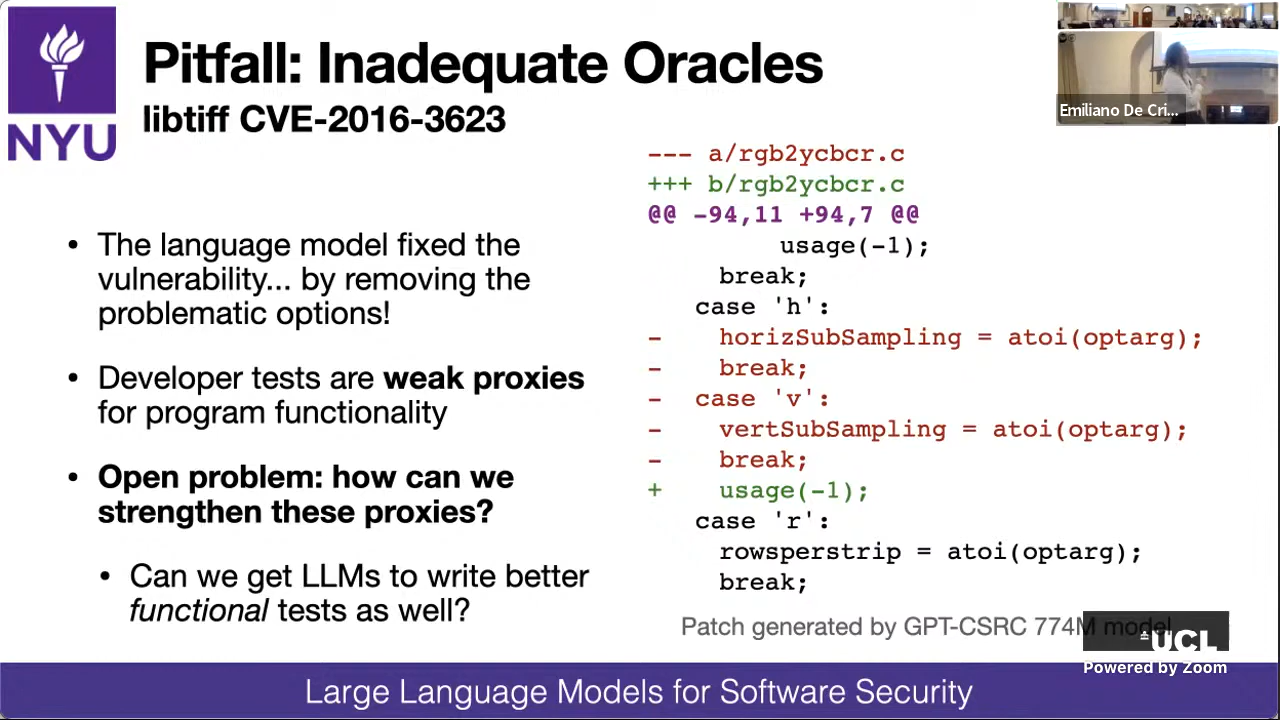 NYU
Pitfall: Inadequate Oracles
libtiff CVE-2016-3623
Emiliano De Cri...
• The language model fixed the
vulnerability... by removing the
problematic options!
• Developer tests are weak proxies
for program functionality
• Open problem: how can we
strengthen these proxies?
• Can we get LLMs to write better
functional tests as well?
--- a/rgb2ycbcr.c
+++ b/rgb2ycbcr.c
@@ -94,11 +94,7 @@
usage(-1);
break;
case 'h':
- horizSubSampling = atoi(optarg);
- break;
- case 'v':
- vertSubSampling = atoi(optarg);
- break;
+ usage(-1);
case 'r':
rowsperstrip = atoi(optarg);
break;
Patch generated by GPT-CSRC 774M model
UCL
Powered by Zoom
Large Language Models for Software Security